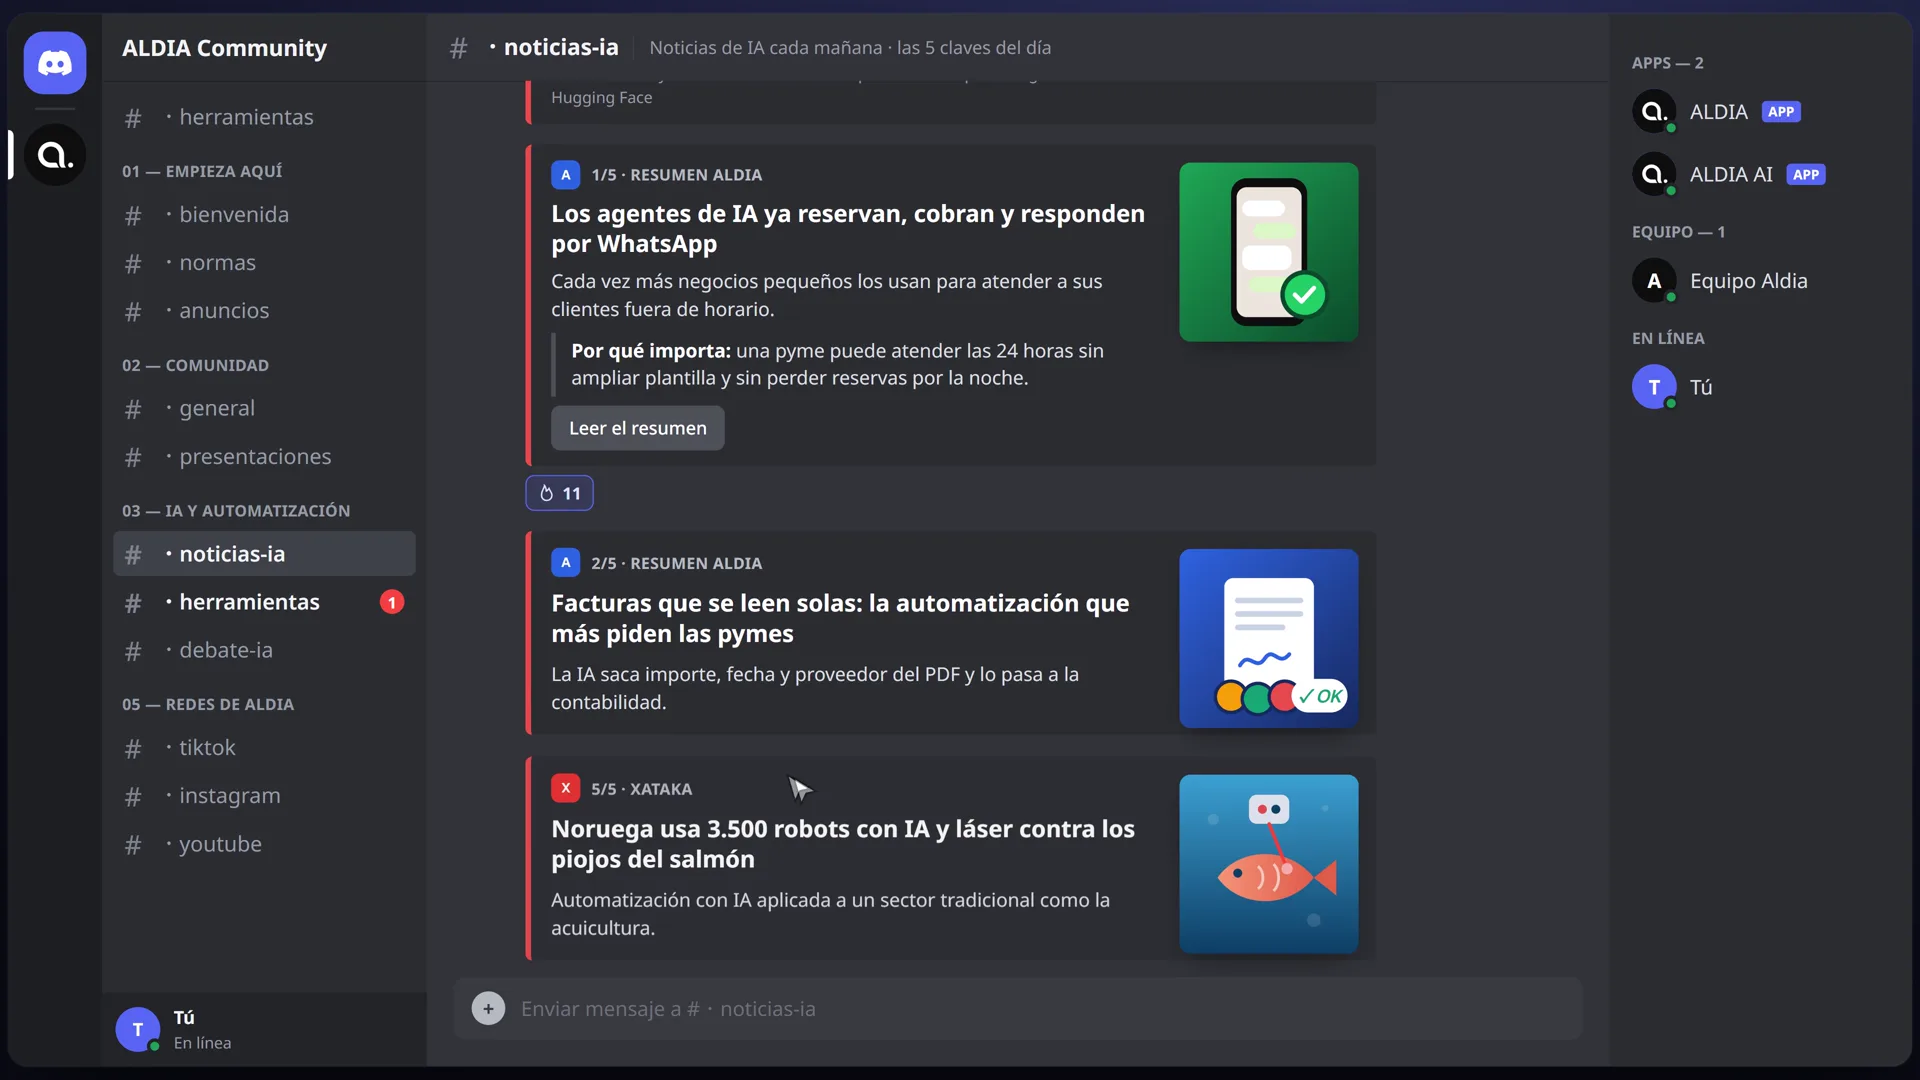 ALDIA Community
# · herramientas
01 — EMPIEZA AQUÍ
# · bienvenida
# · normas
# · anuncios
02 — COMUNIDAD
# · general
# · presentaciones
03 — IA Y AUTOMATIZACIÓN
# · noticias-ia
# · herramientas 1
# · debate-ia
05 — REDES DE ALDIA
# · tiktok
# · instagram
# · youtube
T
Tú
En línea
# · noticias-ia
Noticias de IA cada mañana · las 5 claves del día
Hugging Face
A 1/5 · RESUMEN ALDIA
Los agentes de IA ya reservan, cobran y responden
por WhatsApp
Cada vez más negocios pequeños los usan para atender a sus
clientes fuera de horario.
Por qué importa: una pyme puede atender las 24 horas sin
ampliar plantilla y sin perder reservas por la noche.
Leer el resumen
11
A 2/5 · RESUMEN ALDIA
Facturas que se leen solas: la automatización que
más piden las pymes
La IA saca importe, fecha y proveedor del PDF y lo pasa a la
contabilidad.
✓OK
X 5/5 · XATAKA
Noruega usa 3.500 robots con IA y láser contra los
piojos del salmón
Automatización con IA aplicada a un sector tradicional como la
acuicultura.
+ Enviar mensaje a # · noticias-ia
APPS — 2
a. ALDIA APP
a. ALDIA AI APP
EQUIPO — 1
A Equipo Aldia
EN LÍNEA
T Tú
a.